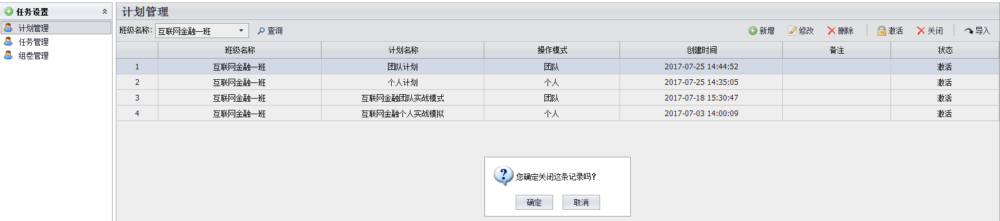 任务设置
计划管理
任务管理
组卷管理
计划管理
班级名称: 互联网金融一班 查询 新增 修改 删除 激活 关闭 导入
班级名称 计划名称 操作模式 创建时间 备注 状态
1 互联网金融一班 团队计划 团队 2017-07-25 14:44:52 激活
2 互联网金融一班 个人计划 个人 2017-07-25 14:35:05 激活
3 互联网金融一班 互联网金融团队实战模式 团队 2017-07-18 15:30:47 激活
4 互联网金融一班 互联网金融个人实战模拟 个人 2017-07-03 14:00:09 激活
您确定关闭这条记录吗?
确定 取消